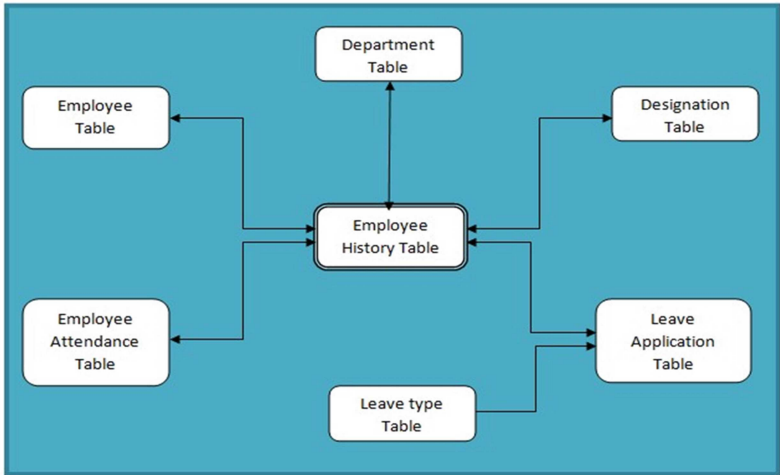 Department
Table
Employee
Table
Designation
Table
Employee
History Table
Employee
Attendance
Table
Leave
Application
Table
Leave type
Table